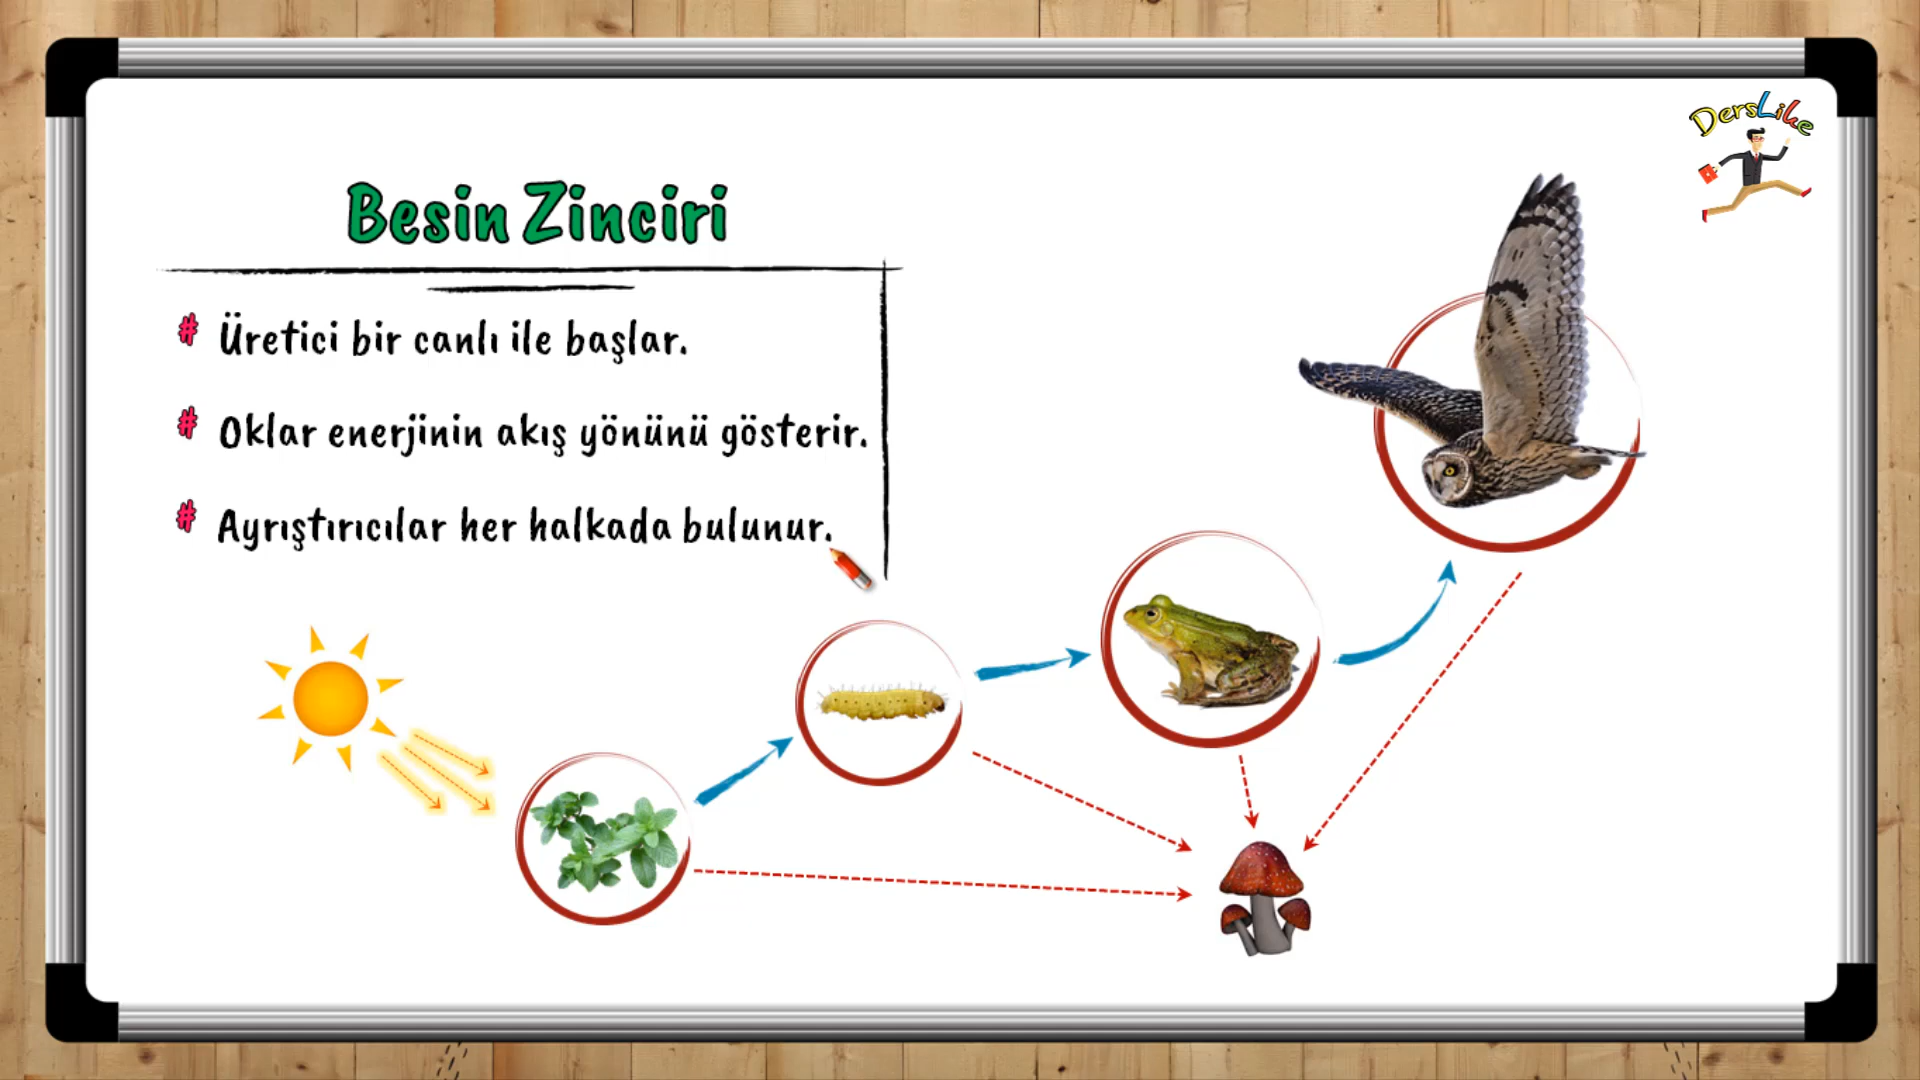 DersLike
Besin Zinciri
# Üretici bir canlı ile başlar.
# Oklar enerjinin akış yönünü gösterir.
# Ayrıştırıcılar her halkada bulunur.